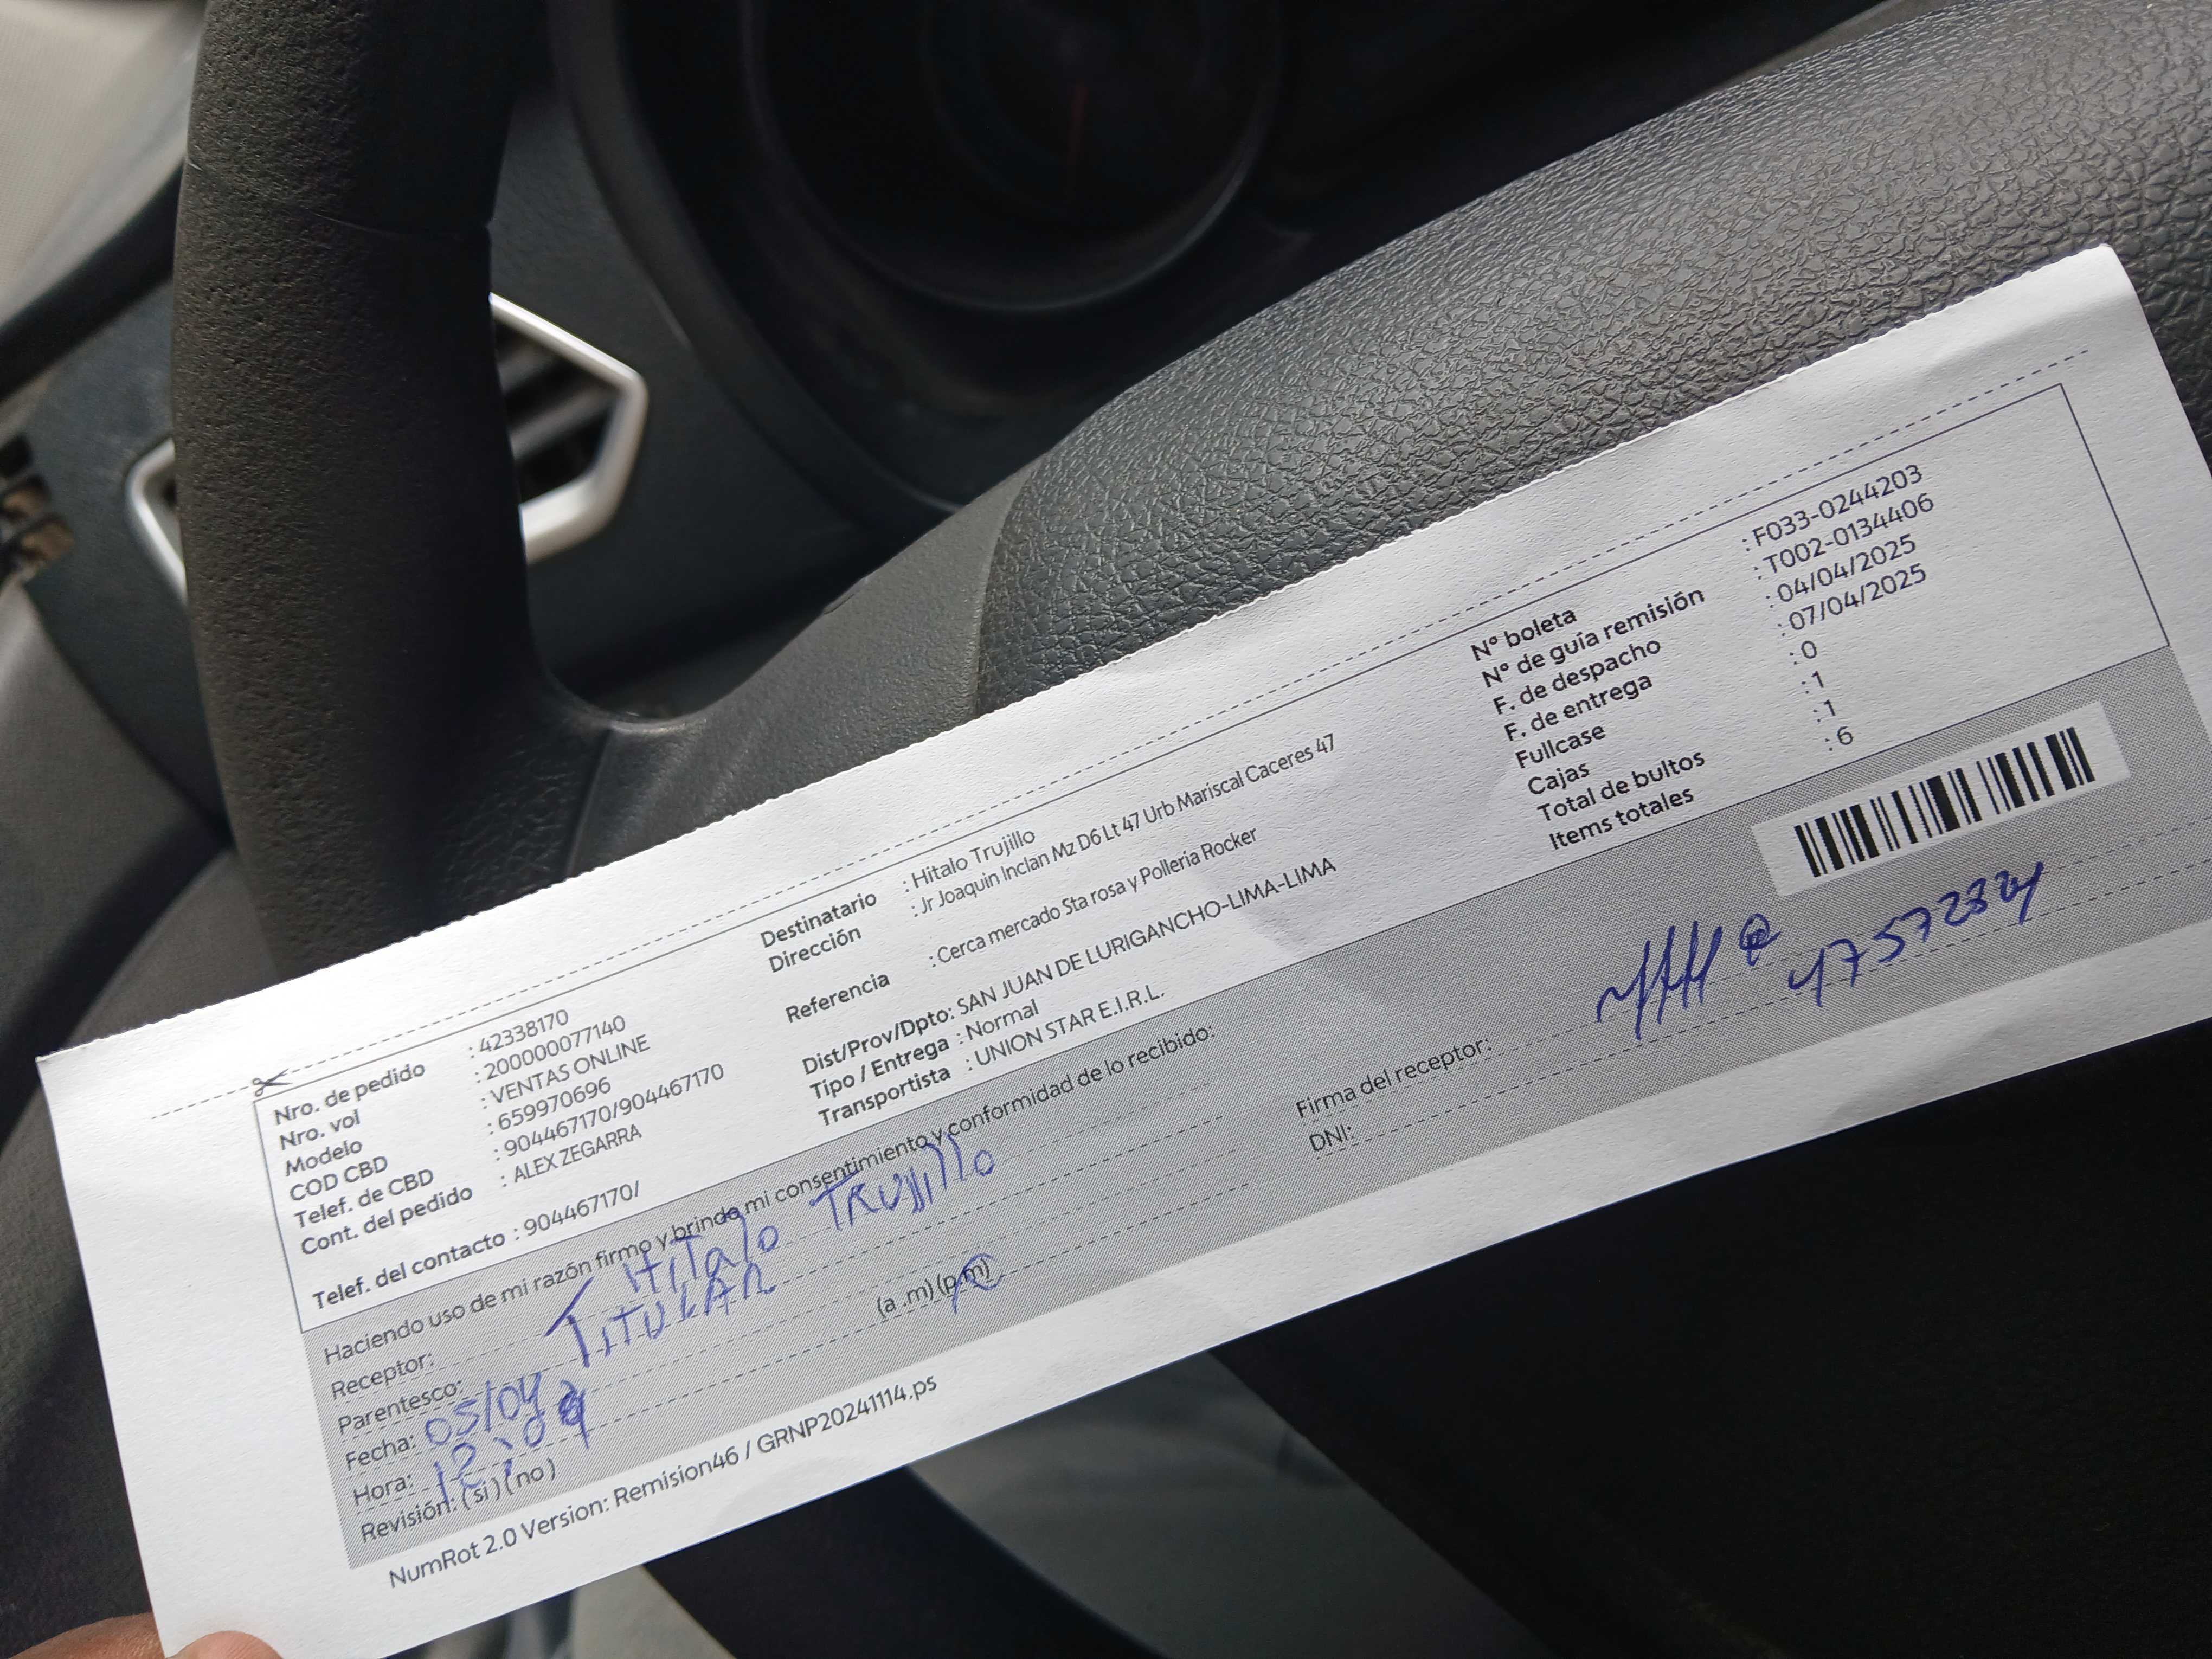 Nro. de pedido : 42338170
Nro. vol : 200000077140
Modelo : VENTAS ONLINE
COD CBD : 659970696
Telef. de CBD : 904467170/904467170
Cont. del pedido : ALEX ZEGARRA
Telef. del contacto : 904467170/
Destinatario : Hitalo Trujillo
Dirección : Jr Joaquin Inclan Mz D6 Lt 47 Urb Mariscal Caceres 47
Referencia : Cerca mercado Sta rosa y Polleria Rocker
Dist/Prov/Dpto: SAN JUAN DE LURIGANCHO-LIMA-LIMA
Tipo / Entrega : Normal
Transportista : UNION STAR E.I.R.L.
N° boleta : F033-0244203
N° de guía remisión : T002-0134406
F. de despacho : 04/04/2025
F. de entrega : 07/04/2025
Fullcase : 0
Cajas : 1
Total de bultos : 1
Items totales : 6
Haciendo uso de mi razón firmo y brindo mi consentimiento y conformidad de lo recibido:
Receptor: HiTalo TRUJillo
Parentesco: TiTULAR
Fecha: 05/04
Hora: 12:09 (a .m) (p.m)
Revisión: ( si ) ( no )
Firma del receptor:
DNI:
NumRot 2.0 Version: Remision46 / GRNP20241114.ps